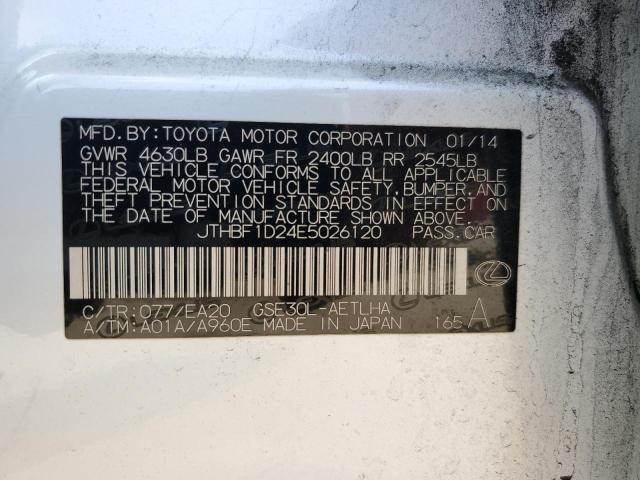 MFD.BY:TOYOTA MOTOR CORPORATION 01/14
GVWR 4630LB GAWR FR 2400LB RR 2545LB
THIS VEHICLE CONFORMS TO ALL APPLICABLE
FEDERAL MOTOR VEHICLE SAFETY, BUMPER, AND
THEFT PREVENTION STANDARDS IN EFFECT ON
THE DATE OF MANUFACTURE SHOWN ABOVE.
JTHBF1D24E5026120 PASS.CAR
C/TR:077/EA20 GSE30L-AETLHA
A/TM:A01A/A960E MADE IN JAPAN 165 A